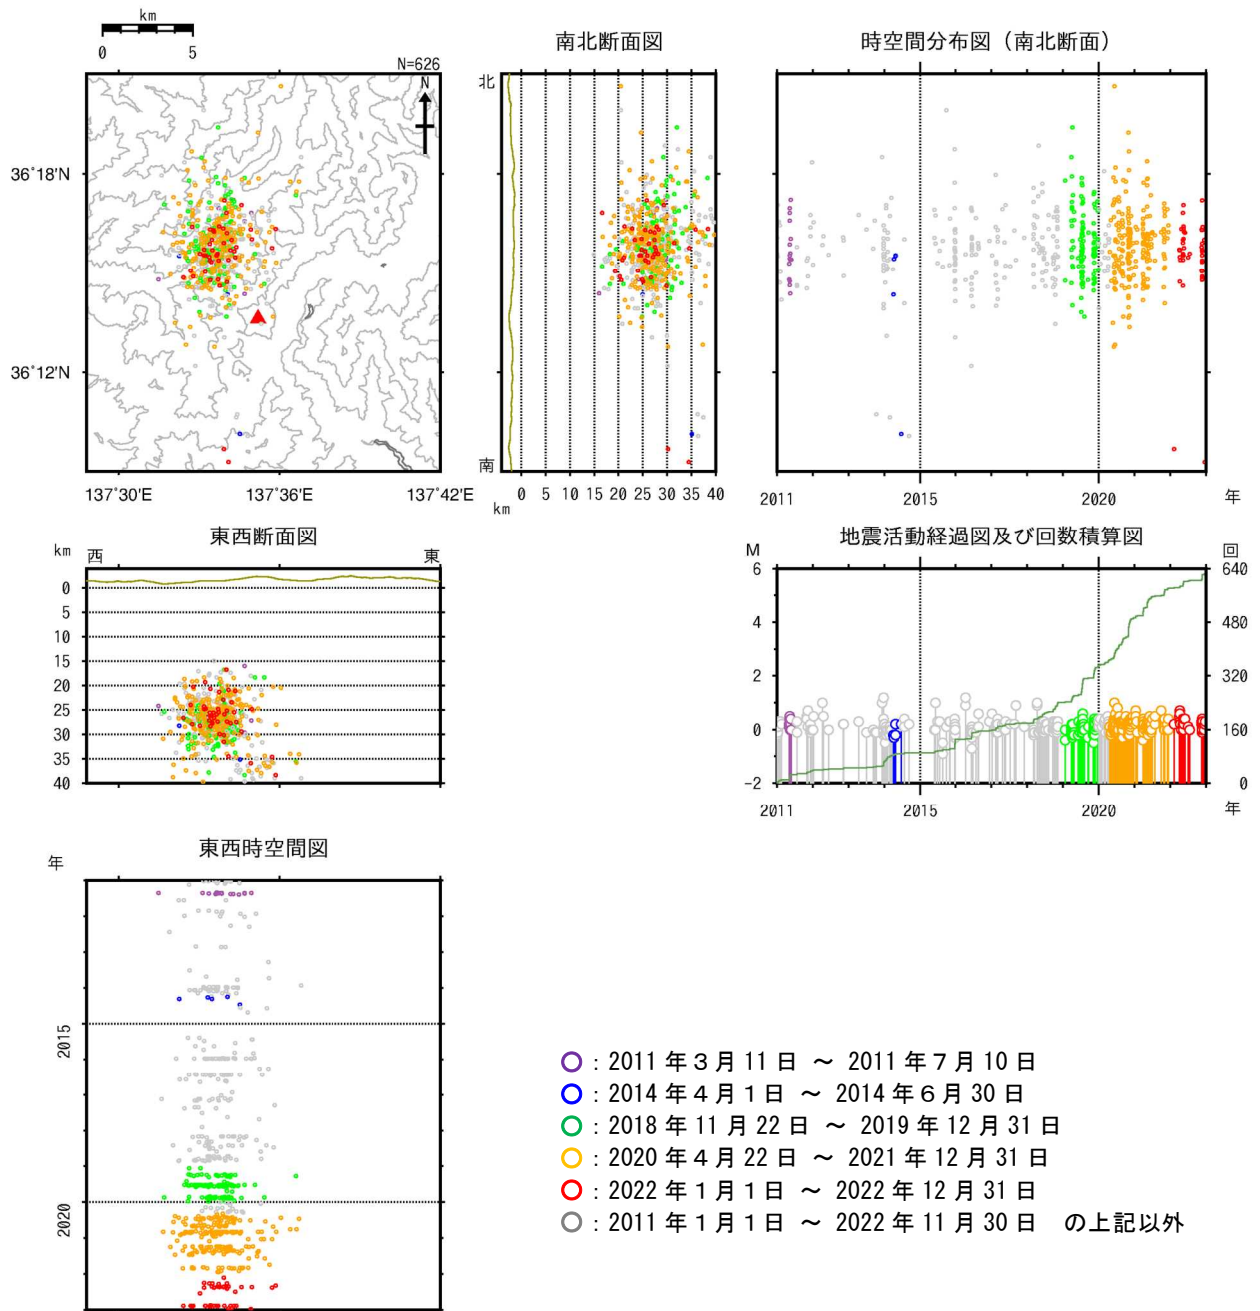 km
0 5
N=626
N
36°18'N
36°12'N
137°30'E 137°36'E 137°42'E
南北断面図
北
南
0 5 10 15 20 25 30 35 40
km
時空間分布図（南北断面）
2011 2015 2020 年
東西断面図
km 西 東
0
5
10
15
20
25
30
35
40
地震活動経過図及び回数積算図
M 回
6 640
4 480
2 320
0 160
-2 0
2011 2015 2020 年
東西時空間図
年
2015
2020
：2011 年 3 月 11 日 ～ 2011 年 7 月 10 日
：2014 年 4 月 1 日 ～ 2014 年 6 月 30 日
：2018 年 11 月 22 日 ～ 2019 年 12 月 31 日
：2020 年 4 月 22 日 ～ 2021 年 12 月 31 日
：2022 年 1 月 1 日 ～ 2022 年 12 月 31 日
：2011 年 1 月 1 日 ～ 2022 年 11 月 30 日 の上記以外